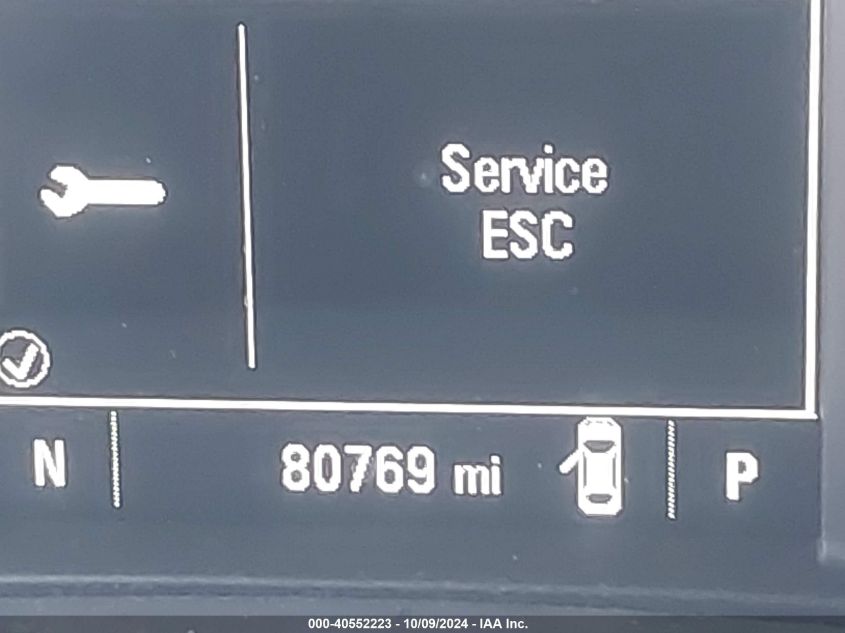 Service
ESC
N
80769 mi
P
000-40552223 - 10/09/2024 - IAA Inc.